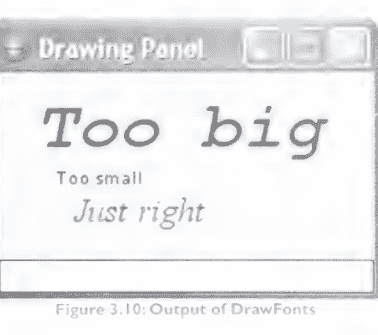 Drawing Panel
Too big
Too small
Just right
Figure 3.10: Output of DrawFonts